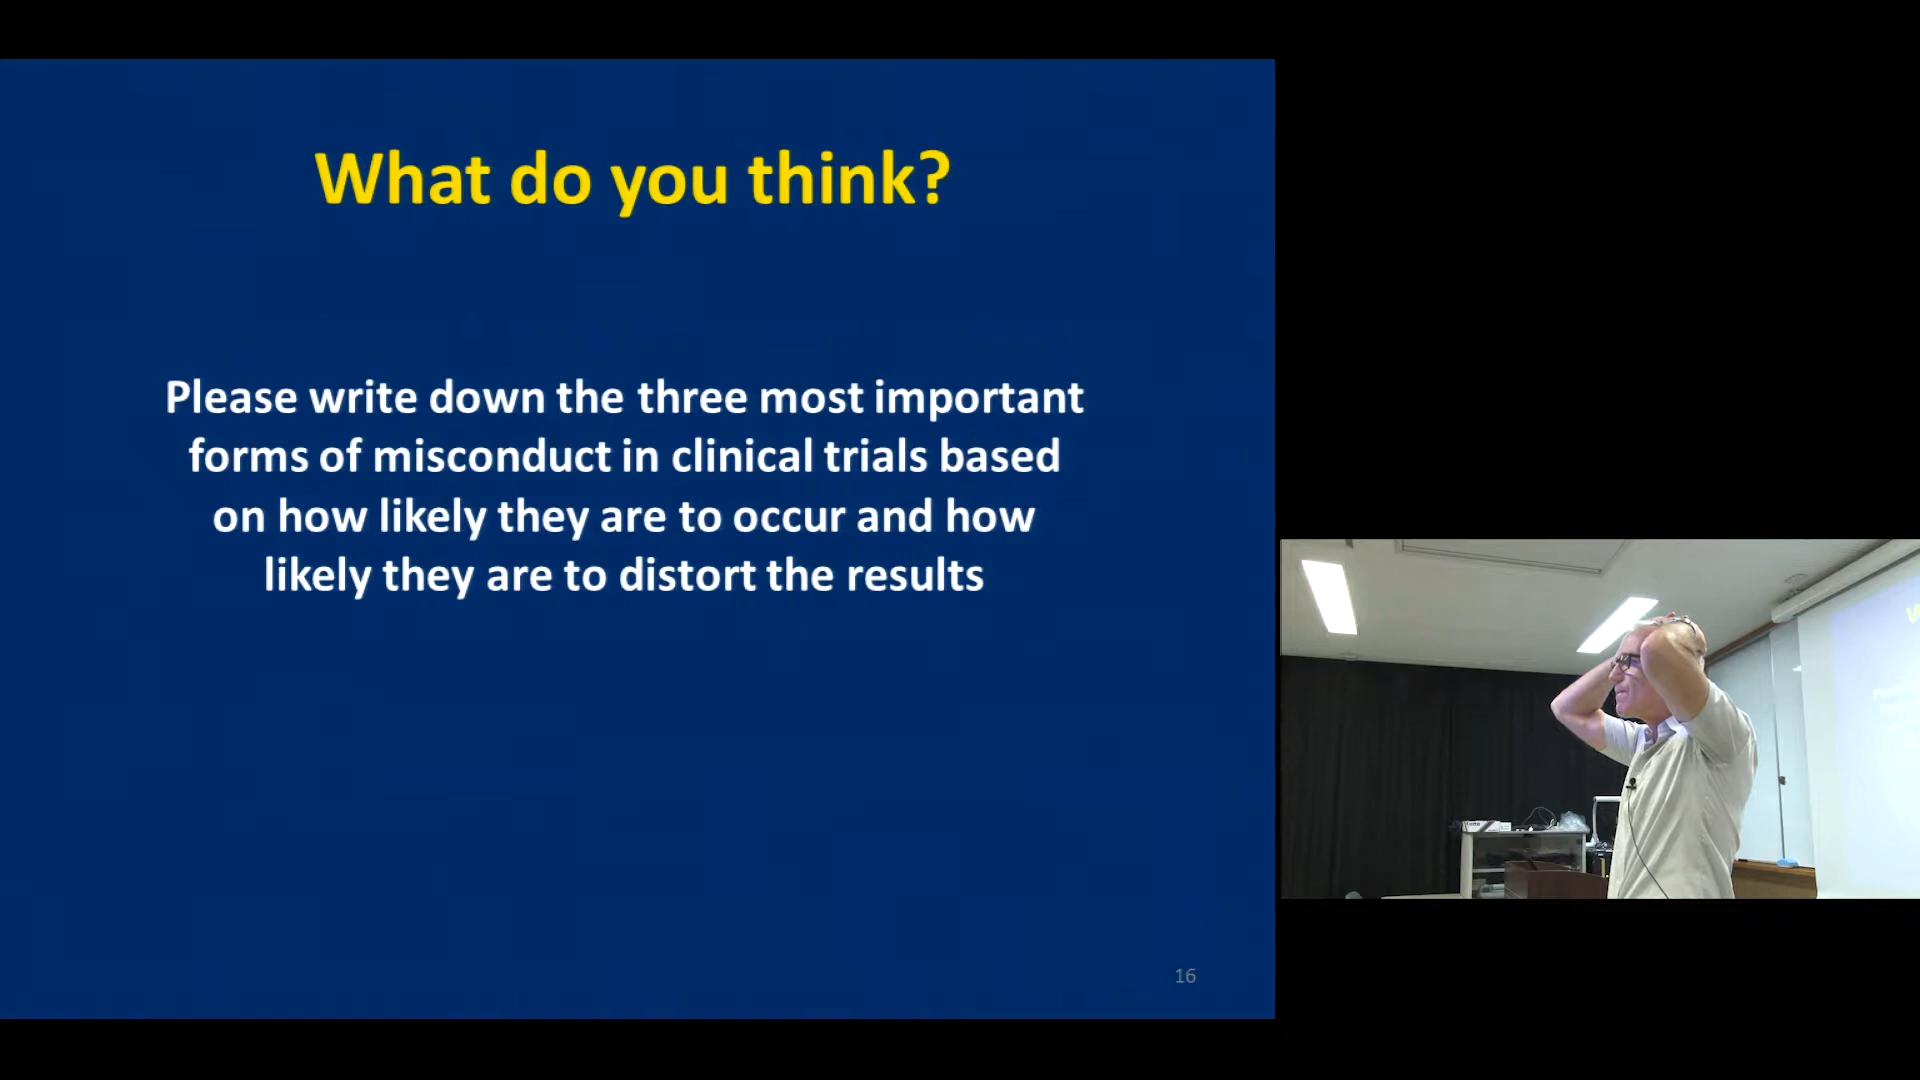 What do you think?
Please write down the three most important
forms of misconduct in clinical trials based
on how likely they are to occur and how
likely they are to distort the results
16